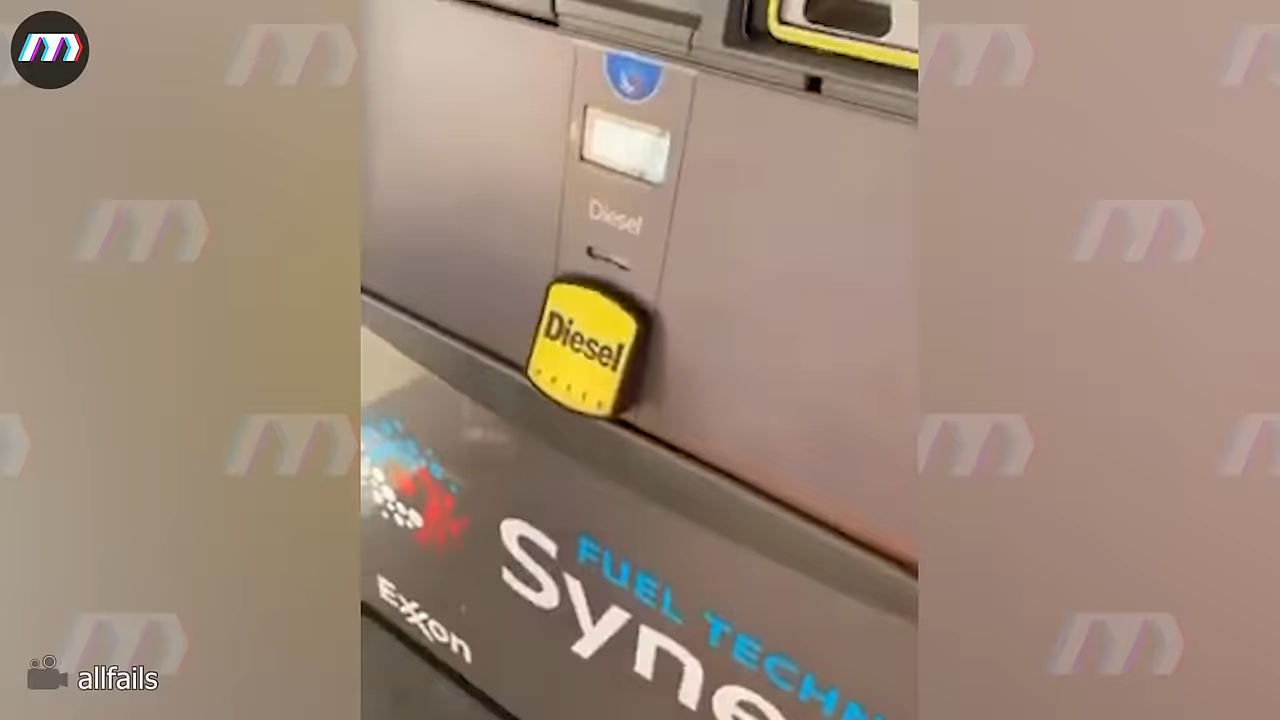 Diesel
Diesel
FUEL TECHN
Syne
Exxon
allfails